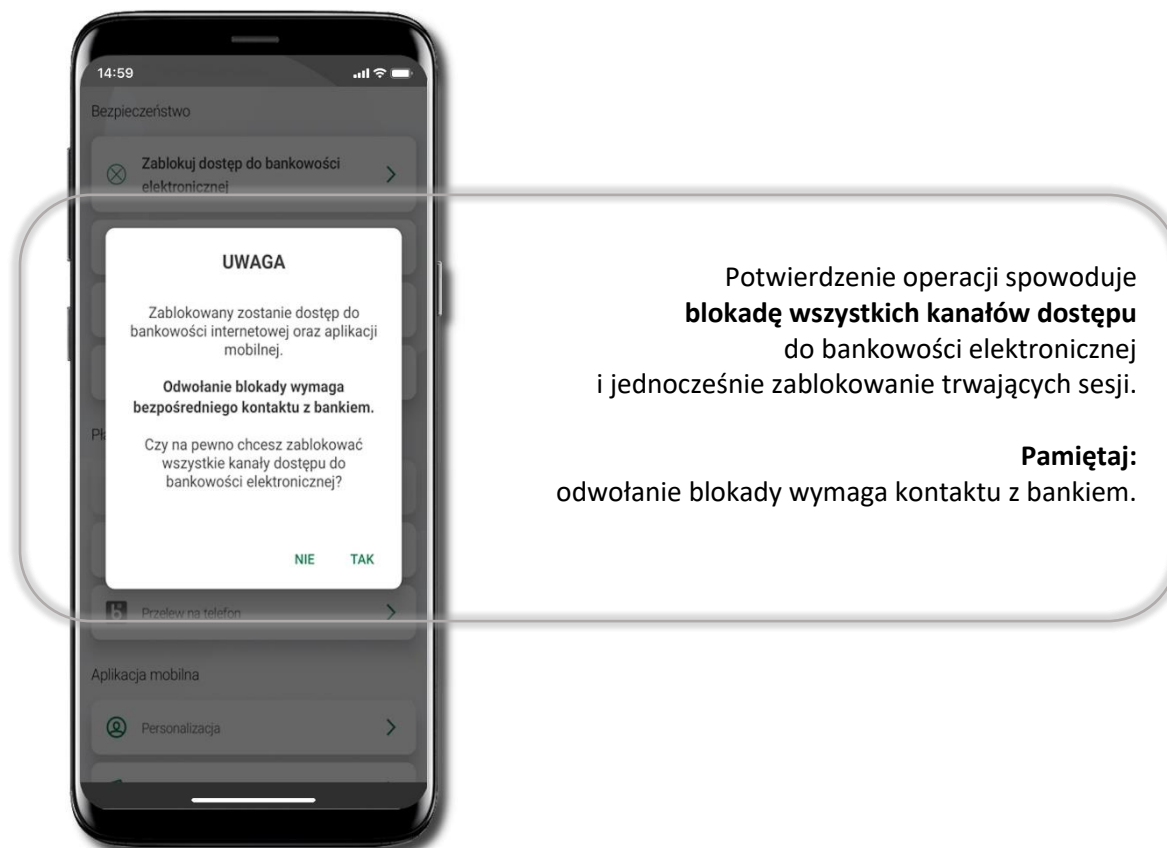 14:59
Bezpieczeństwo
Zablokuj dostęp do bankowości
elektronicznej
UWAGA
Zablokowany zostanie dostęp do
bankowości internetowej oraz aplikacji
mobilnej.
Odwołanie blokady wymaga
bezpośredniego kontaktu z bankiem.
Czy na pewno chcesz zablokować
wszystkie kanały dostępu do
bankowości elektronicznej?
NIE TAK
Przelew na telefon
Aplikacja mobilna
Personalizacja
Potwierdzenie operacji spowoduje
blokadę wszystkich kanałów dostępu
do bankowości elektronicznej
i jednocześnie zablokowanie trwających sesji.
Pamiętaj:
odwołanie blokady wymaga kontaktu z bankiem.